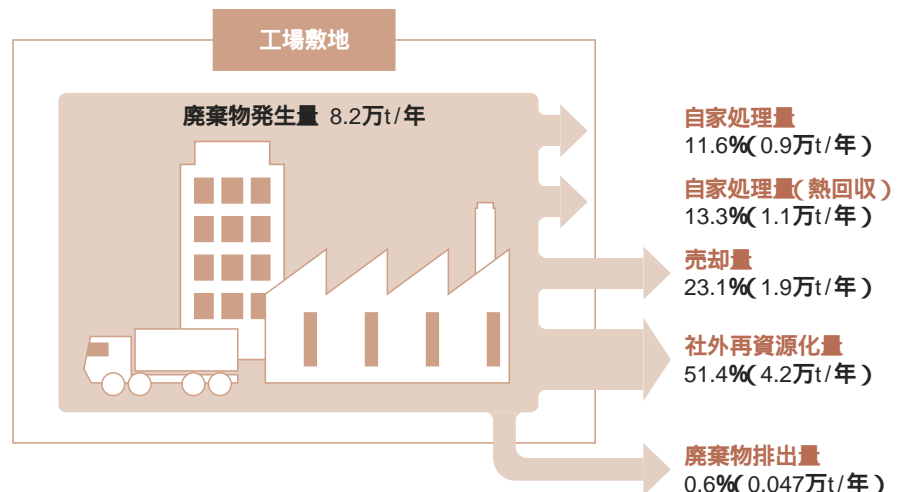 工場敷地
廃棄物発生量 8.2万t/年
自家処理量
11.6%(0.9万t/年)
自家処理量(熱回収)
13.3%(1.1万t/年)
売却量
23.1%(1.9万t/年)
社外再資源化量
51.4%(4.2万t/年)
廃棄物排出量
0.6%(0.047万t/年)